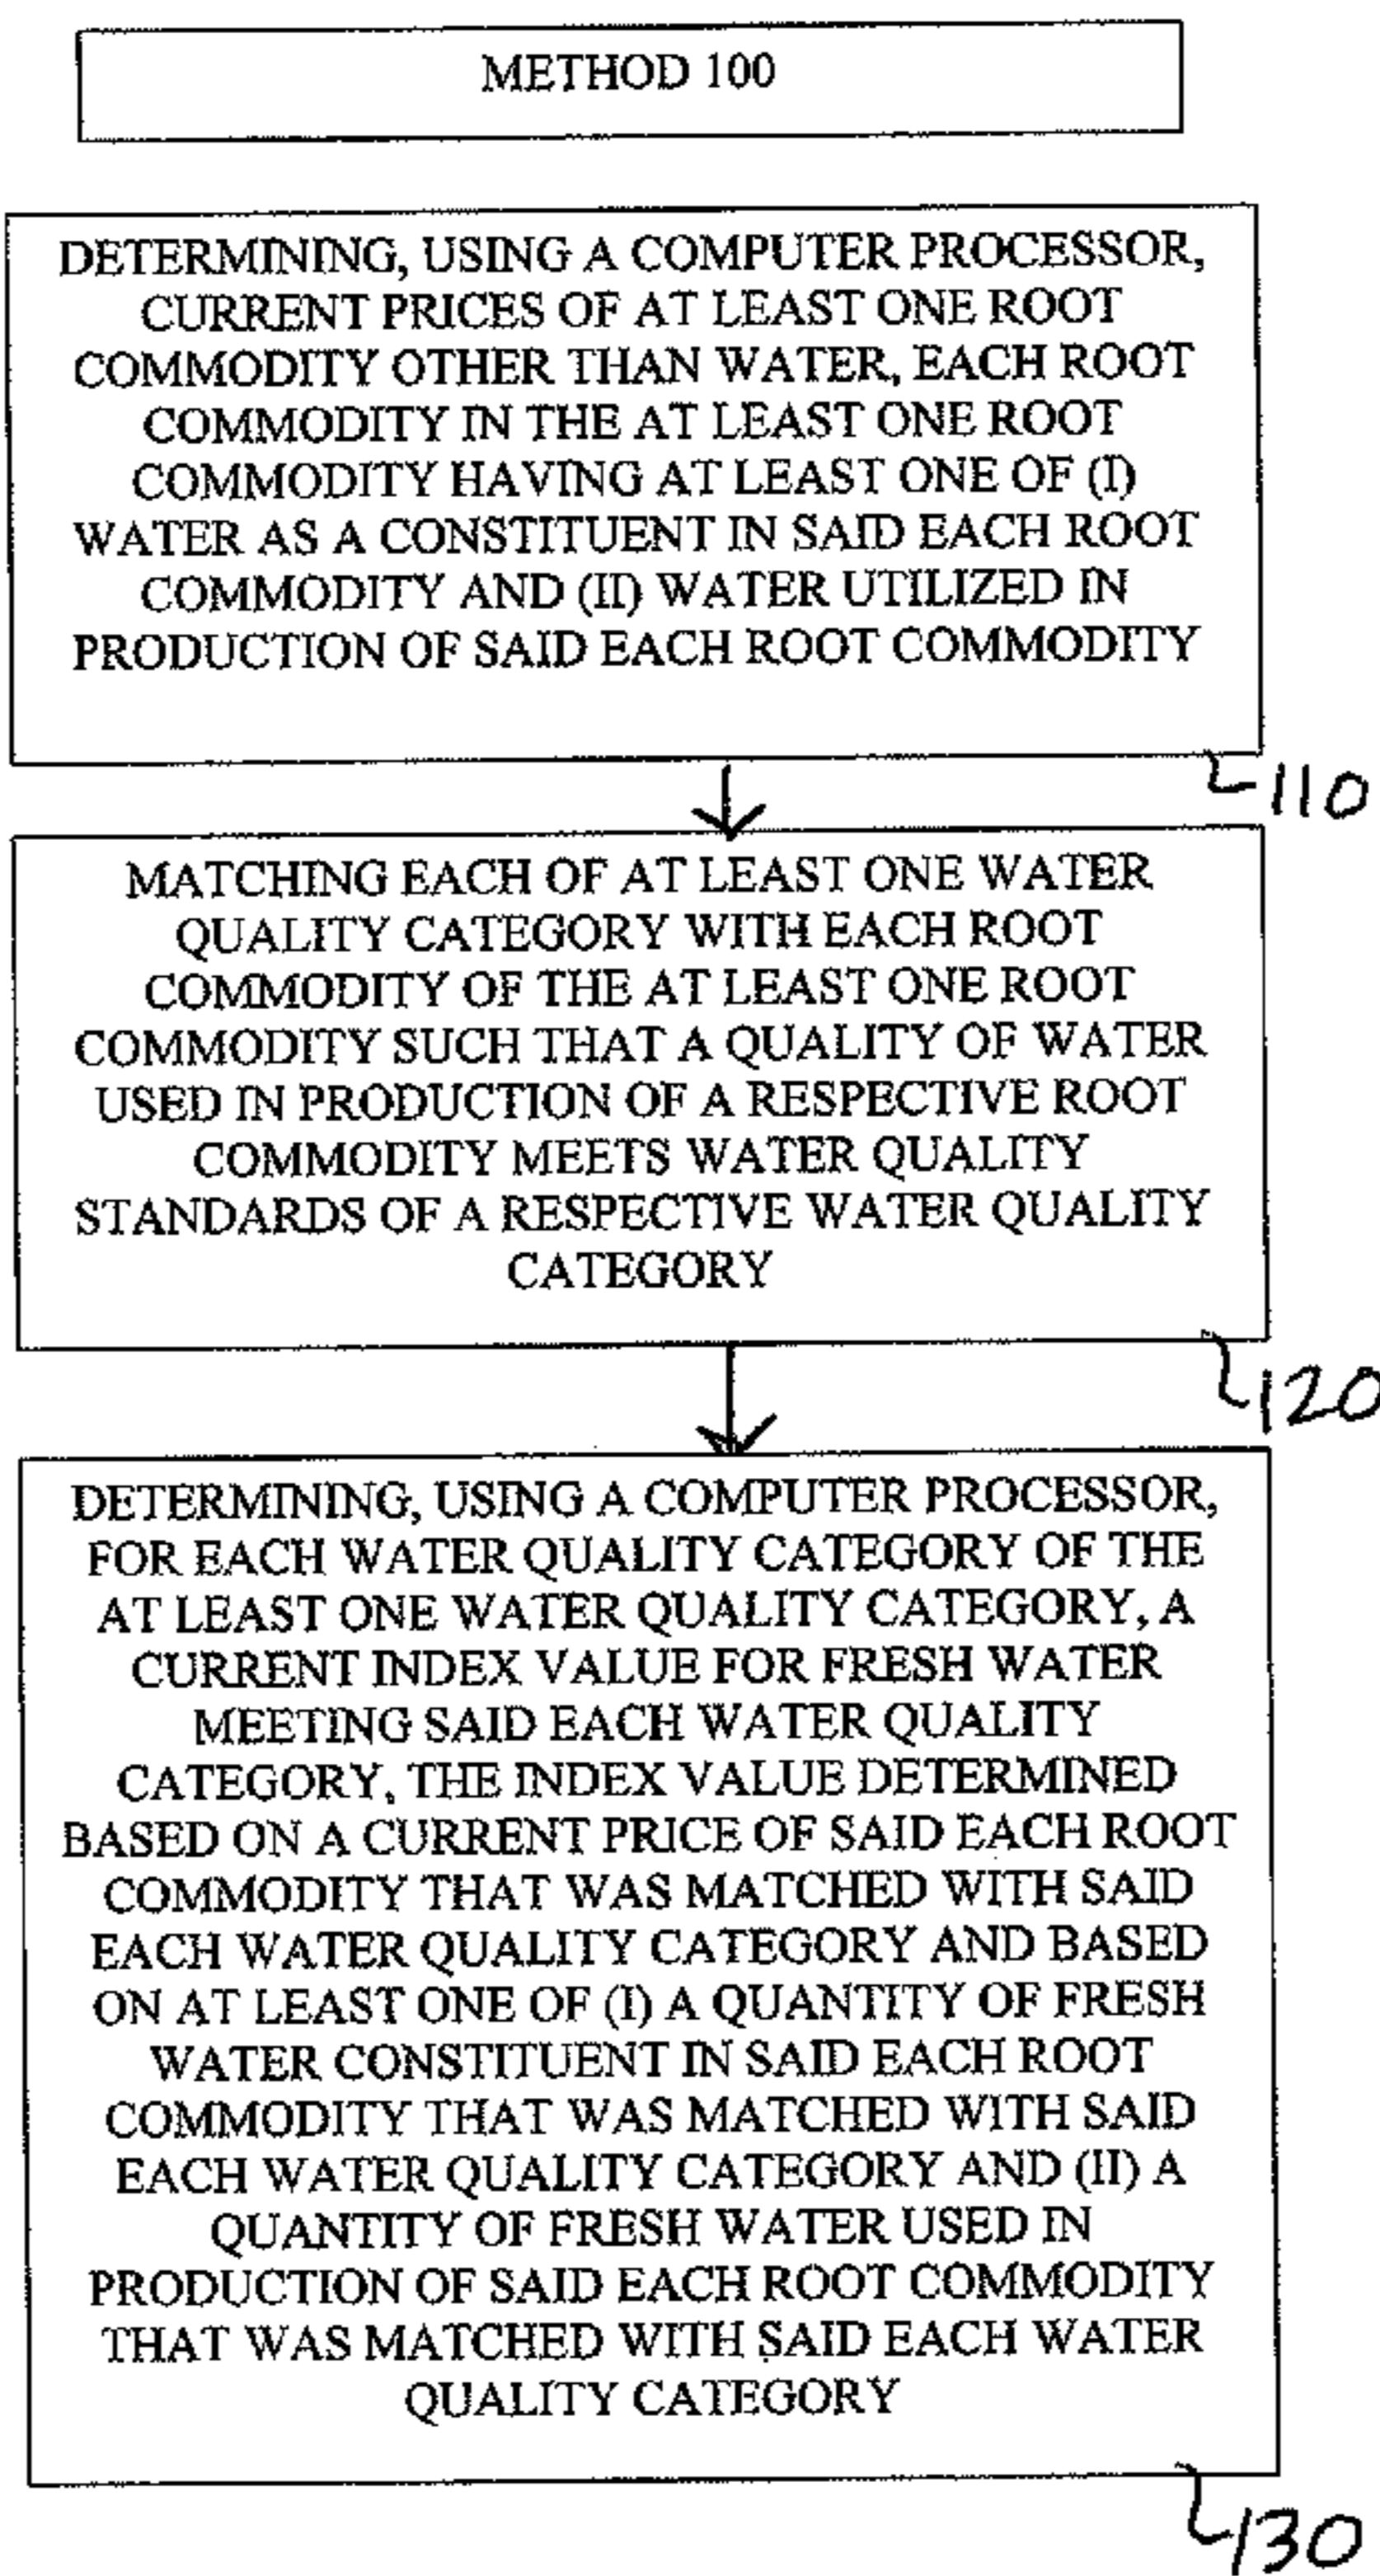 METHOD 100
DETERMINING, USING A COMPUTER PROCESSOR,
CURRENT PRICES OF AT LEAST ONE ROOT
COMMODITY OTHER THAN WATER, EACH ROOT
COMMODITY IN THE AT LEAST ONE ROOT
COMMODITY HAVING AT LEAST ONE OF (I)
WATER AS A CONSTITUENT IN SAID EACH ROOT
COMMODITY AND (II) WATER UTILIZED IN
PRODUCTION OF SAID EACH ROOT COMMODITY
110
MATCHING EACH OF AT LEAST ONE WATER
QUALITY CATEGORY WITH EACH ROOT
COMMODITY OF THE AT LEAST ONE ROOT
COMMODITY SUCH THAT A QUALITY OF WATER
USED IN PRODUCTION OF A RESPECTIVE ROOT
COMMODITY MEETS WATER QUALITY
STANDARDS OF A RESPECTIVE WATER QUALITY
CATEGORY
120
DETERMINING, USING A COMPUTER PROCESSOR,
FOR EACH WATER QUALITY CATEGORY OF THE
AT LEAST ONE WATER QUALITY CATEGORY, A
CURRENT INDEX VALUE FOR FRESH WATER
MEETING SAID EACH WATER QUALITY
CATEGORY, THE INDEX VALUE DETERMINED
BASED ON A CURRENT PRICE OF SAID EACH ROOT
COMMODITY THAT WAS MATCHED WITH SAID
EACH WATER QUALITY CATEGORY AND BASED
ON AT LEAST ONE OF (I) A QUANTITY OF FRESH
WATER CONSTITUENT IN SAID EACH ROOT
COMMODITY THAT WAS MATCHED WITH SAID
EACH WATER QUALITY CATEGORY AND (II) A
QUANTITY OF FRESH WATER USED IN
PRODUCTION OF SAID EACH ROOT COMMODITY
THAT WAS MATCHED WITH SAID EACH WATER
QUALITY CATEGORY
130